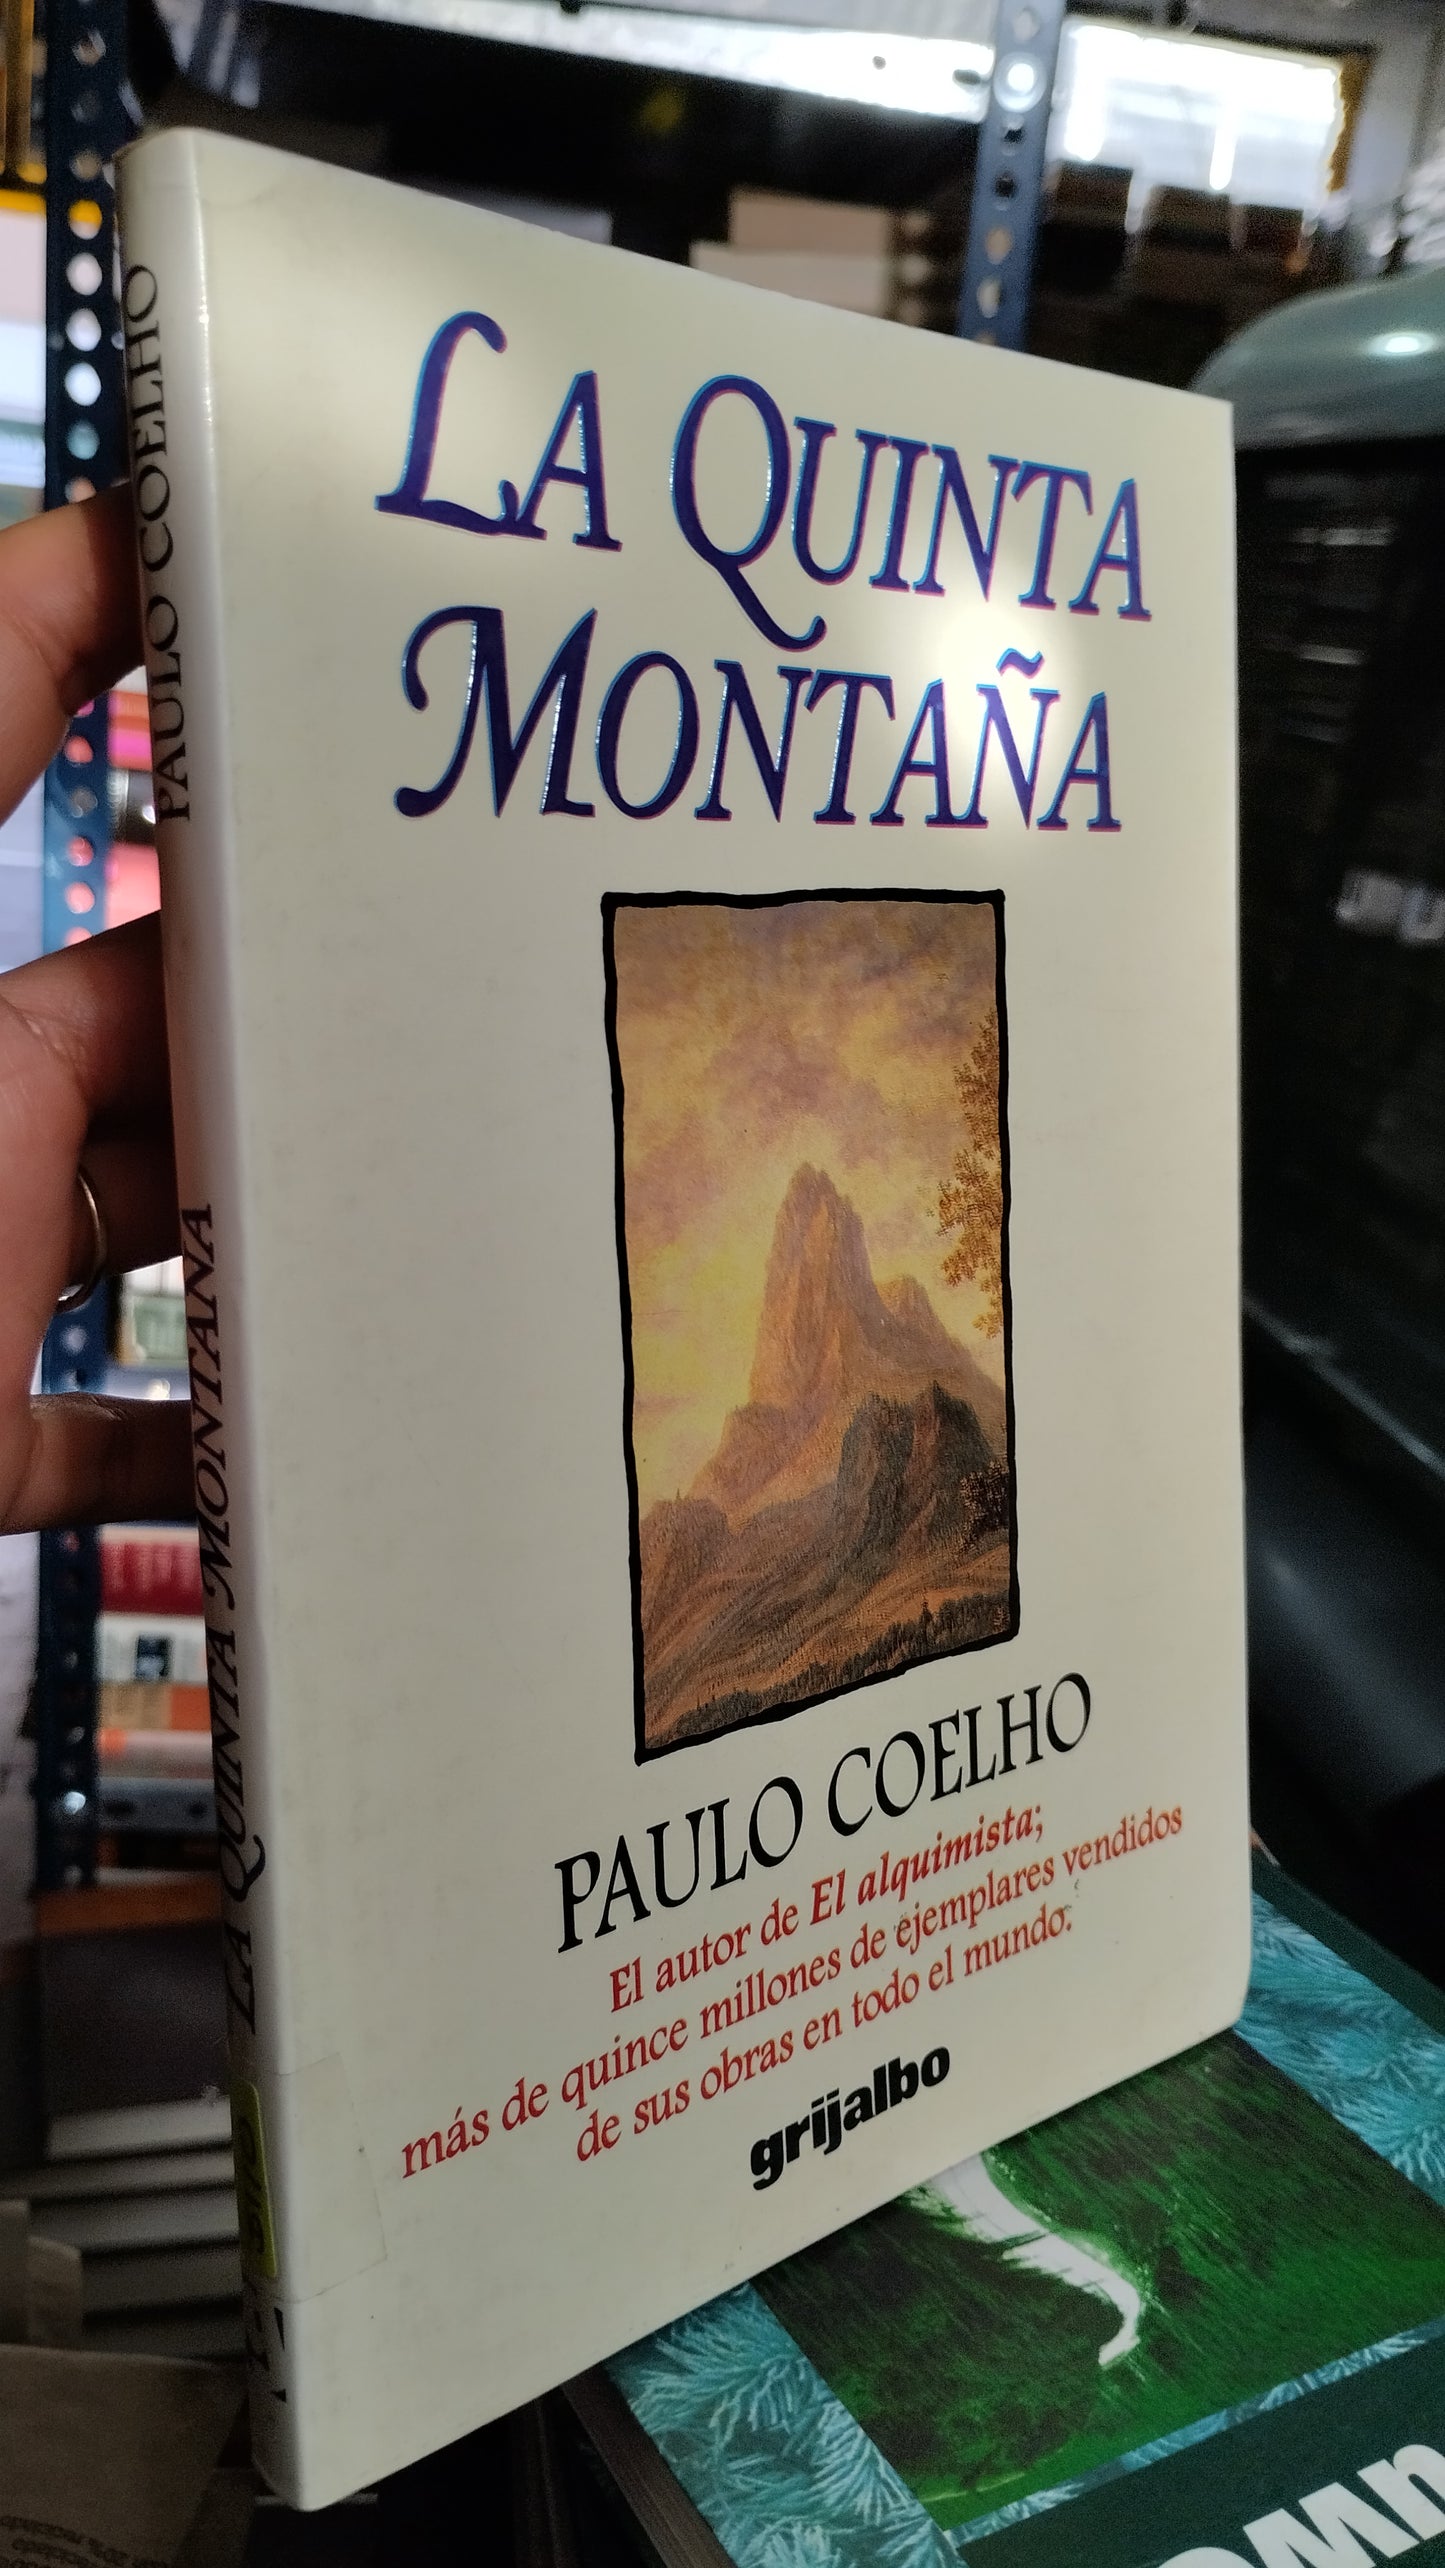 LA QUINTA
MONTAÑA
PAULO COELHO
El autor de El alquimista;
más de quince millones de ejemplares vendidos
de sus obras en todo el mundo.
grijalbo
PAULO COELHO
LA QUINTA MONTAÑA